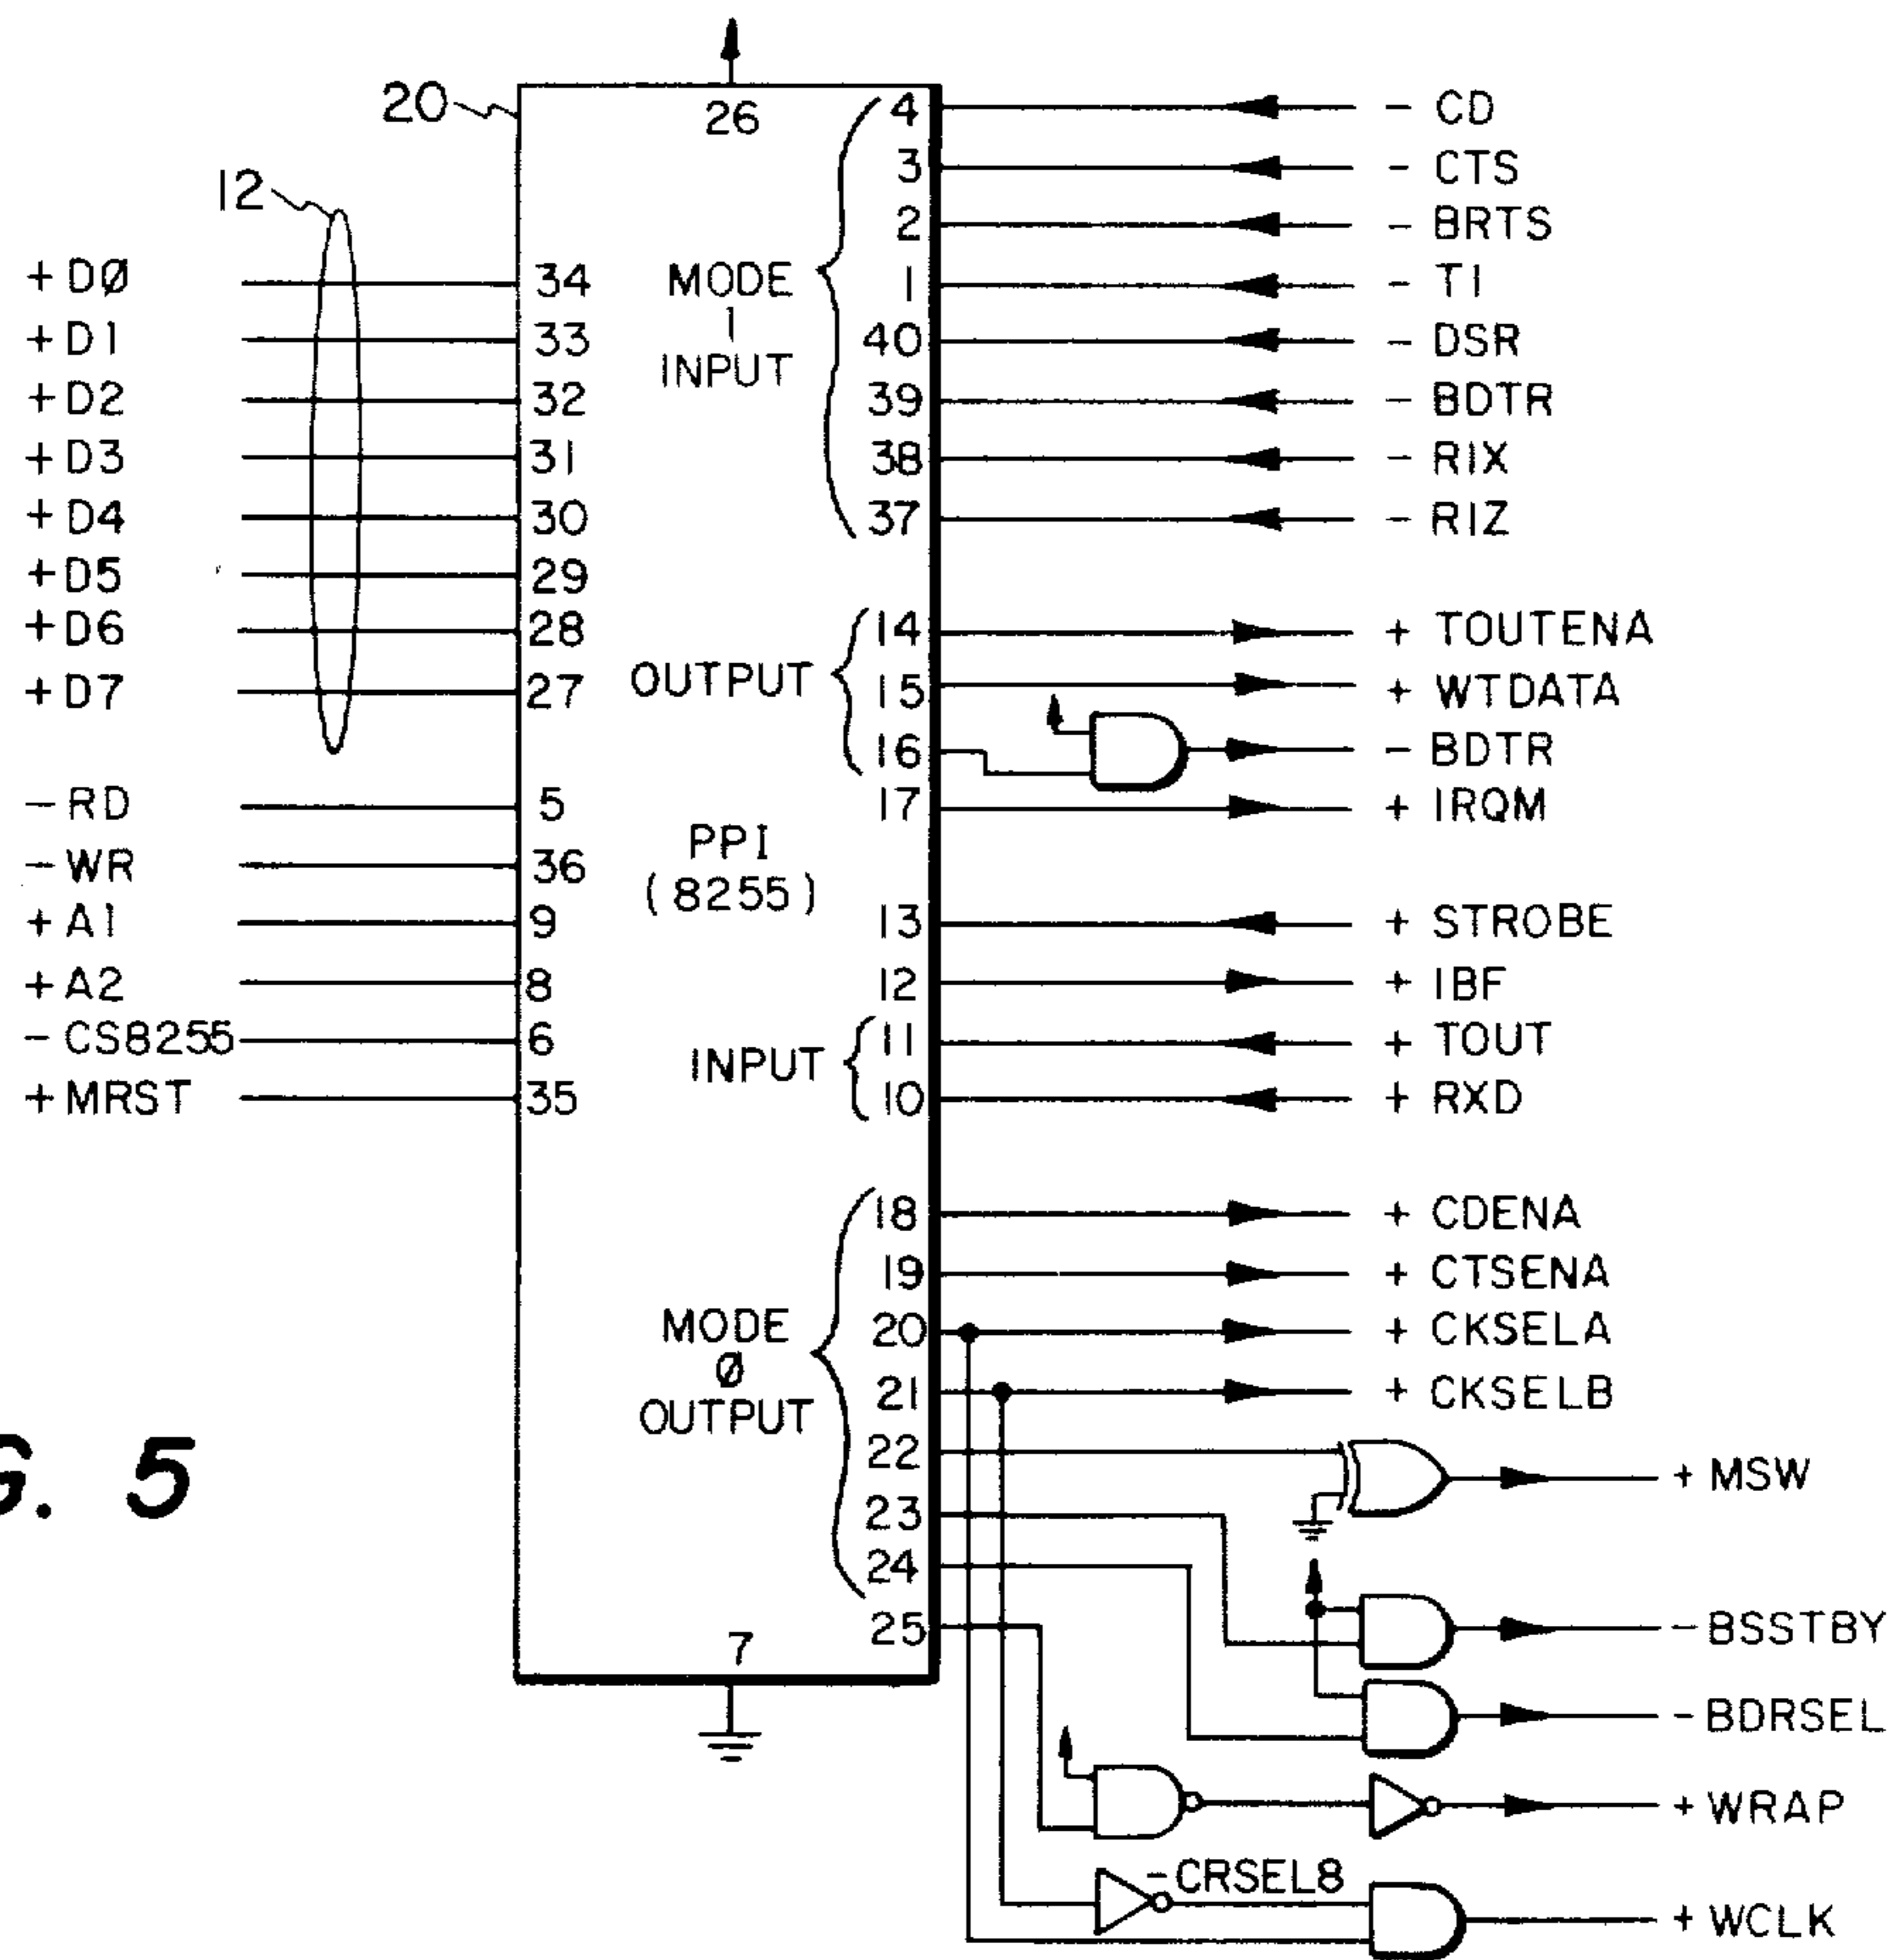 26
20
12
+ DØ 34
+ D1 33
+ D2 32
+ D3 31
+ D4 30
+ D5 29
+ D6 28
+ D7 27
- RD 5
- WR 36
+ A1 9
+ A2 8
- CS8255 6
+ MRST 35
MODE
1
INPUT
4 - CD
3 - CTS
2 - BRTS
1 - T1
40 - DSR
39 - BDTR
38 - RIX
37 - RIZ
OUTPUT
14 + TOUTENA
15 + WTDATA
16 - BDTR
17 + IRQM
PPI
(8255)
13 + STROBE
12 + IBF
INPUT
11 + TOUT
10 + RXD
MODE
Ø
OUTPUT
18 + CDENA
19 + CTSENA
20 + CKSELA
21 + CKSELB
22 + MSW
23 - BSSTBY
24 - BDRSEL
25 + WRAP
- CRSEL8
+ WCLK
7
G. 5